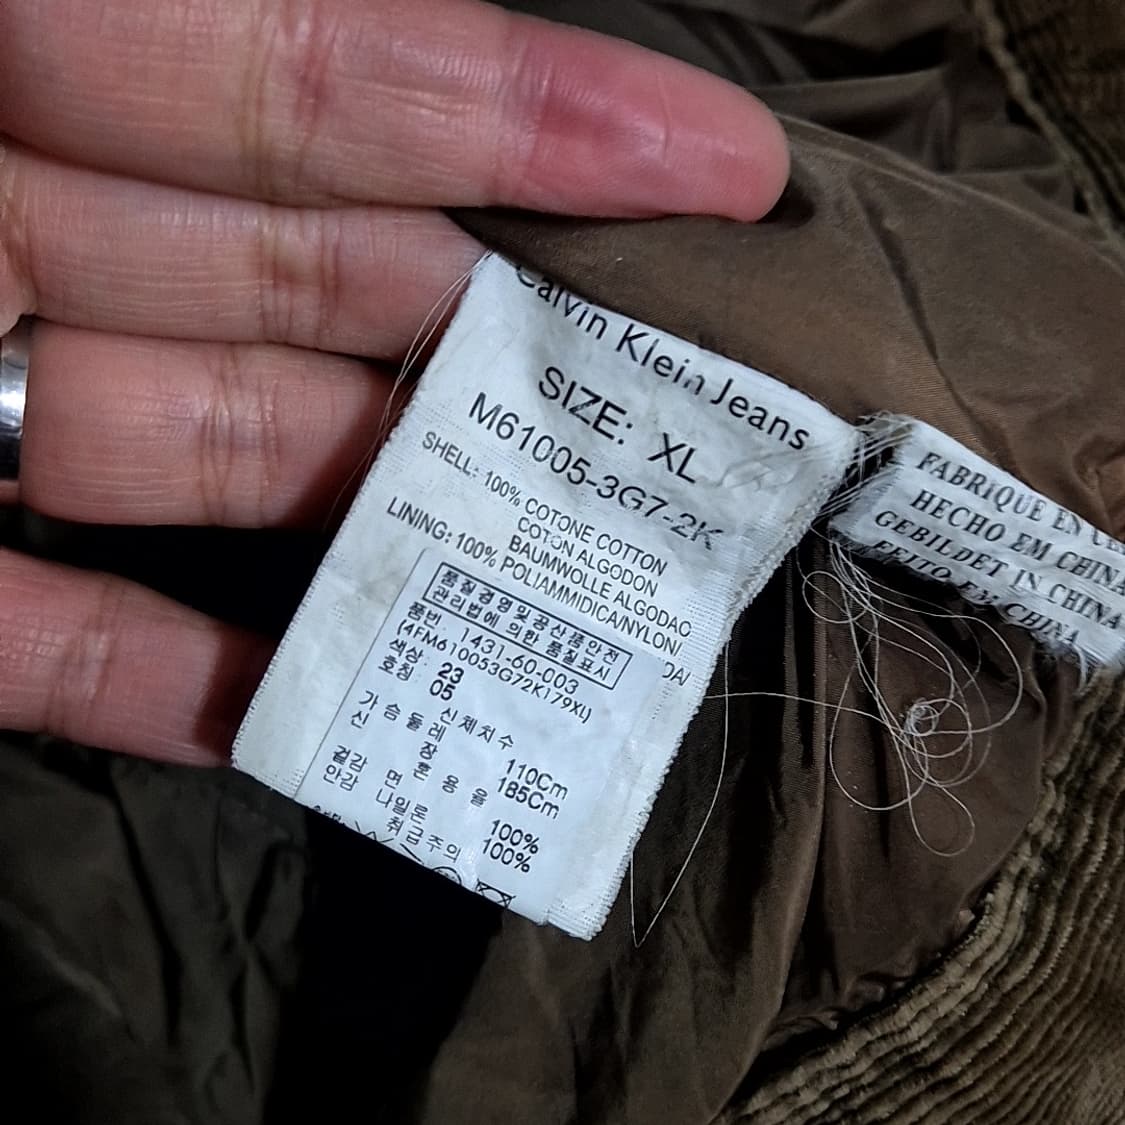 Calvin Klein Jeans
SIZE: XL
M61005-3G7-2K
SHELL: 100% COTONE COTTON
COTON ALGODON
BAUMWOLLE ALGODAO
LINING: 100% POLIAMMIDICA/NYLON/
DA/
품질경영및공산품안전
관리법에 의한 품질표시
품번: 1431-60-003
(4FM610053G72K179XL)
색상: 23
호칭 05
신체치수
가슴둘레 110Cm
신장 185Cm
혼용율
겉감 면 100%
안감 나일론 100%
취급주의
FABRIQUE EN
HECHO EM CHINA
GEBILDET IN CHINA
FEITO EM CHINA